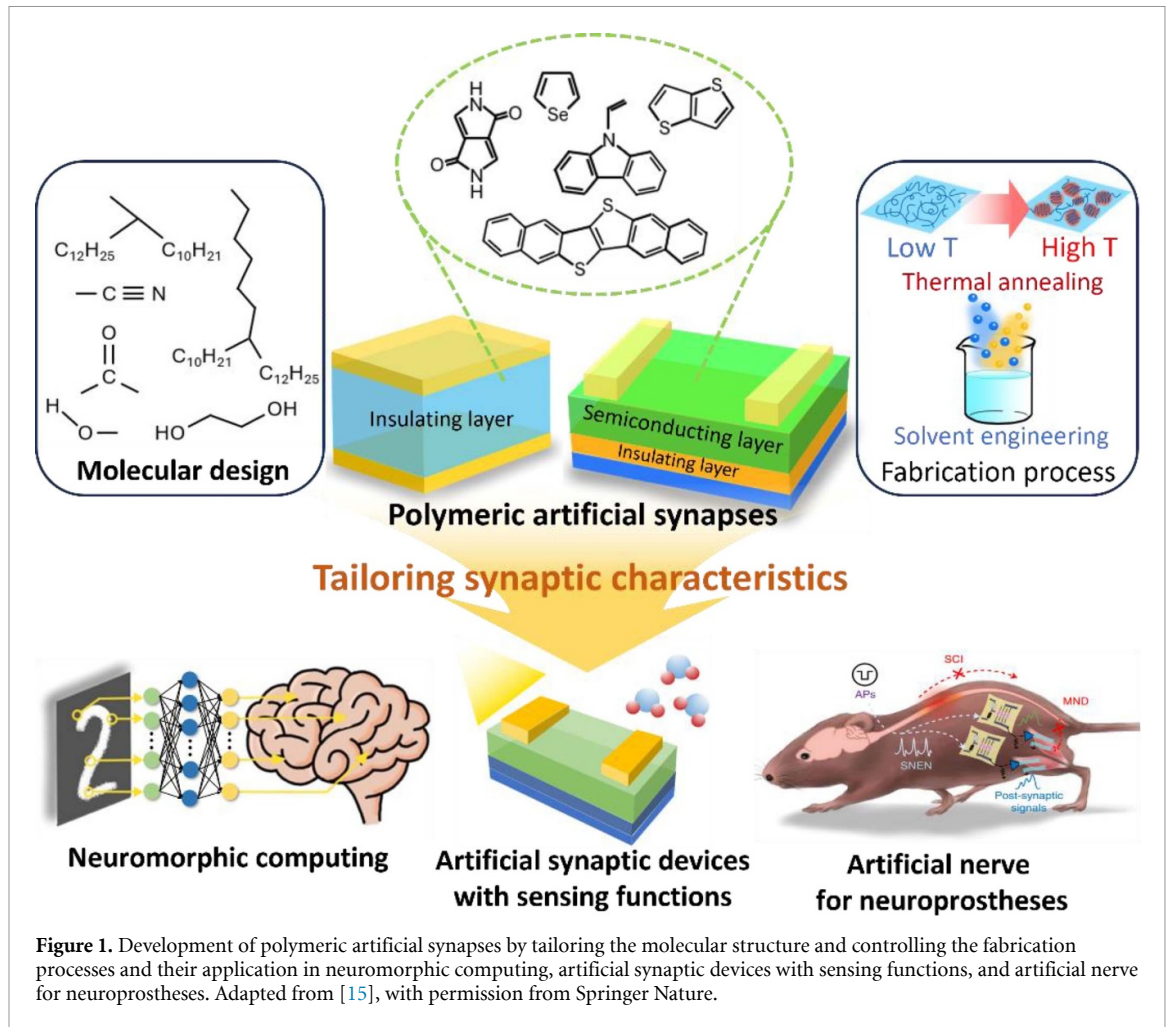 H
N
O
O
N
H
Se
N
S
S
S
S
C12H25
C10H21
—C≡N
O
C
H
O—
HO
OH
C10H21
C12H25
Molecular design
Insulating layer
Semiconducting layer
Insulating layer
Low T
High T
Thermal annealing
Solvent engineering
Fabrication process
Polymeric artificial synapses
Tailoring synaptic characteristics
2
Neuromorphic computing
Artificial synaptic devices
with sensing functions
SCI
APs
MND
SNEN
Post-synaptic
signals
Artificial nerve
for neuroprostheses
Figure 1. Development of polymeric artificial synapses by tailoring the molecular structure and controlling the fabrication
processes and their application in neuromorphic computing, artificial synaptic devices with sensing functions, and artificial nerve
for neuroprostheses. Adapted from [15], with permission from Springer Nature.